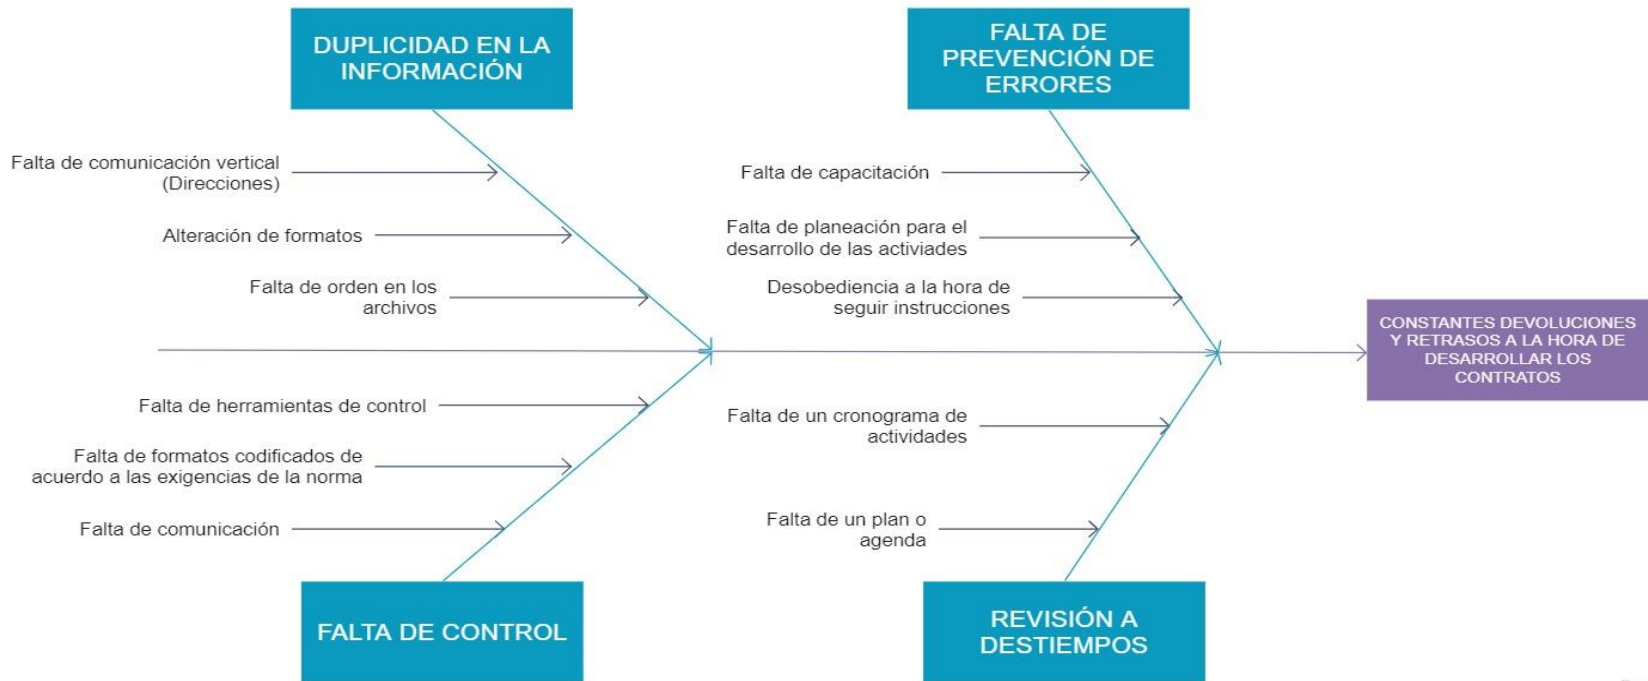 DUPLICIDAD EN LA
INFORMACIÓN
FALTA DE
PREVENCIÓN DE
ERRORES
Falta de comunicación vertical
(Direcciones)
Alteración de formatos
Falta de orden en los
archivos
Falta de capacitación
Falta de planeación para el
desarrollo de las activiades
Desobediencia a la hora de
seguir instrucciones
CONSTANTES DEVOLUCIONES
Y RETRASOS A LA HORA DE
DESARROLLAR LOS
CONTRATOS
Falta de herramientas de control
Falta de formatos codificados de
acuerdo a las exigencias de la norma
Falta de comunicación
Falta de un cronograma de
actividades
Falta de un plan o
agenda
FALTA DE CONTROL
REVISIÓN A
DESTIEMPOS